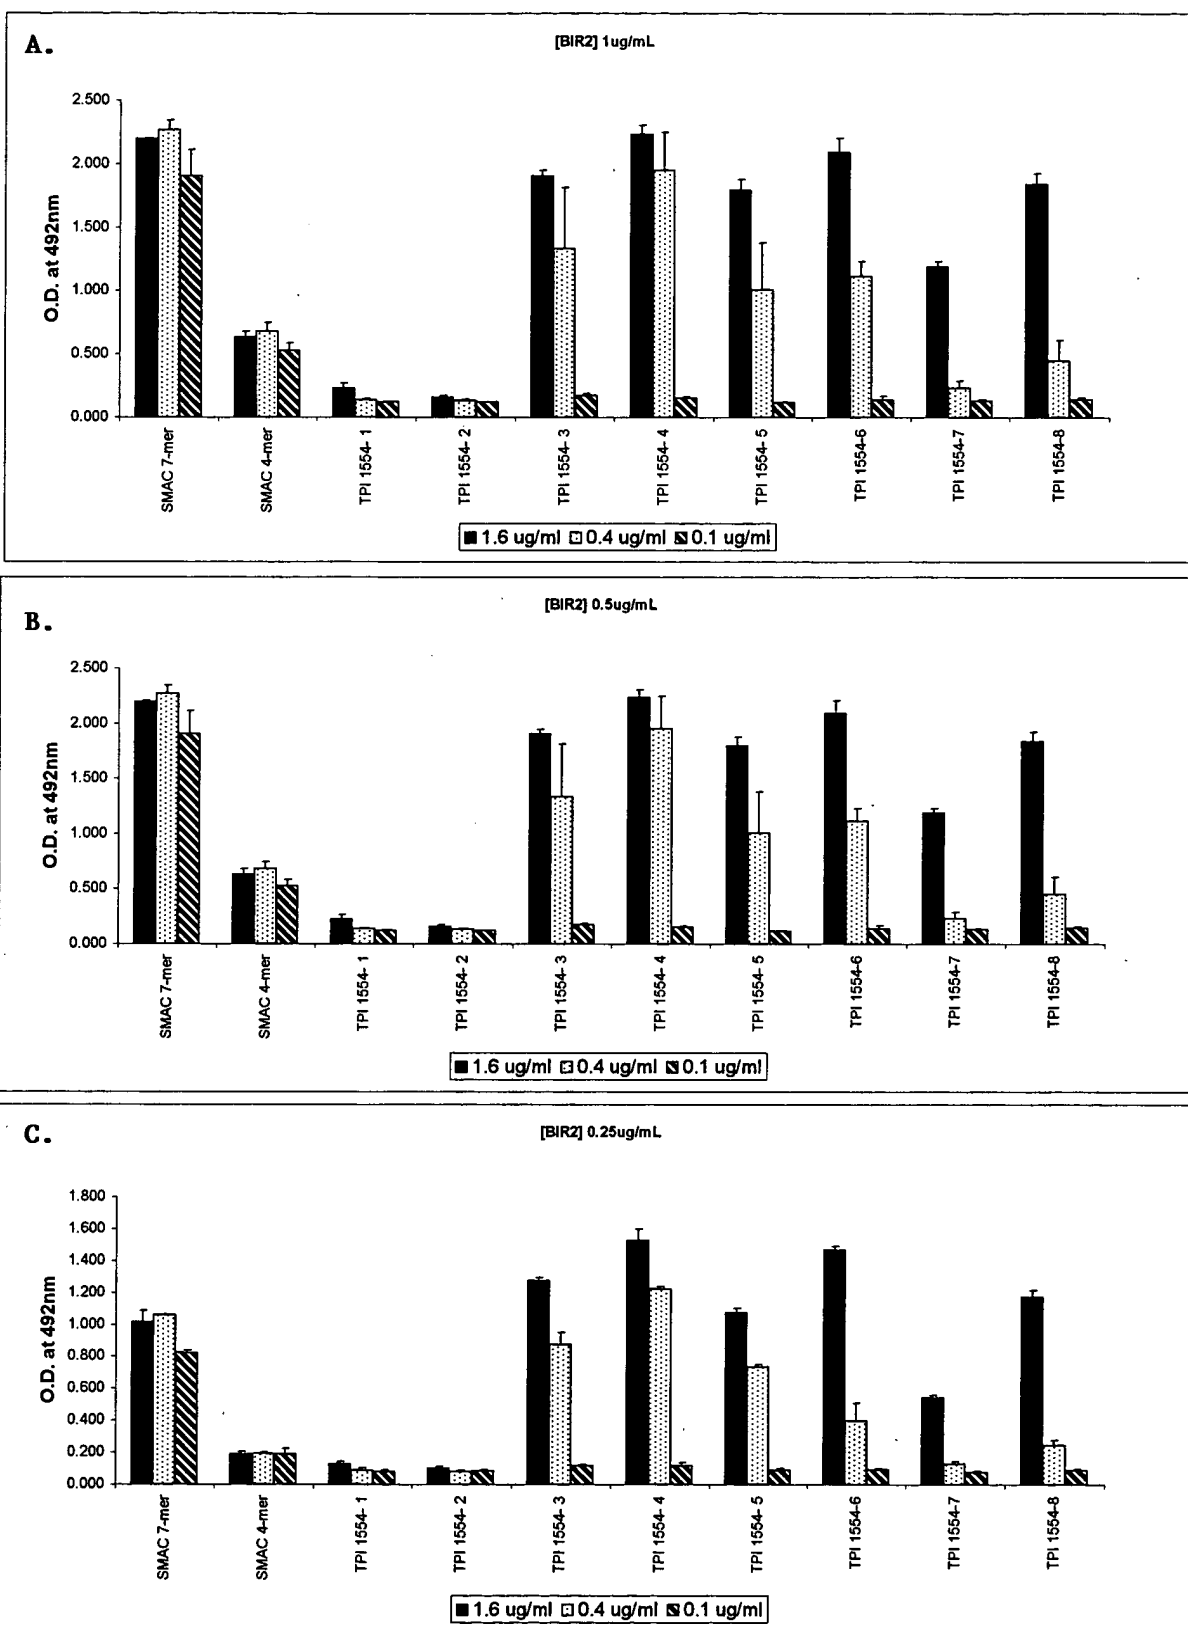 A.
[BIR2] 1ug/mL
2.500
2.000
1.500
1.000
0.500
0.000
O.D. at 492nm
SMAC 7-mer
SMAC 4-mer
TPI 1554- 1
TPI 1554- 2
TPI 1554- 3
TPI 1554- 4
TPI 1554- 5
TPI 1554-6
TPI 1554-7
TPI 1554-8
1.6 ug/ml 0.4 ug/ml 0.1 ug/ml
B.
[BIR2] 0.5ug/mL
2.500
2.000
1.500
1.000
0.500
0.000
O.D. at 492nm
SMAC 7-mer
SMAC 4-mer
TPI 1554- 1
TPI 1554- 2
TPI 1554- 3
TPI 1554- 4
TPI 1554- 5
TPI 1554-6
TPI 1554-7
TPI 1554-8
1.6 ug/ml 0.4 ug/ml 0.1 ug/ml
C.
[BIR2] 0.25ug/mL
1.800
1.600
1.400
1.200
1.000
0.800
0.600
0.400
0.200
0.000
O.D. at 492nm
SMAC 7-mer
SMAC 4-mer
TPI 1554- 1
TPI 1554- 2
TPI 1554- 3
TPI 1554- 4
TPI 1554- 5
TPI 1554-6
TPI 1554-7
TPI 1554-8
1.6 ug/ml 0.4 ug/ml 0.1 ug/ml